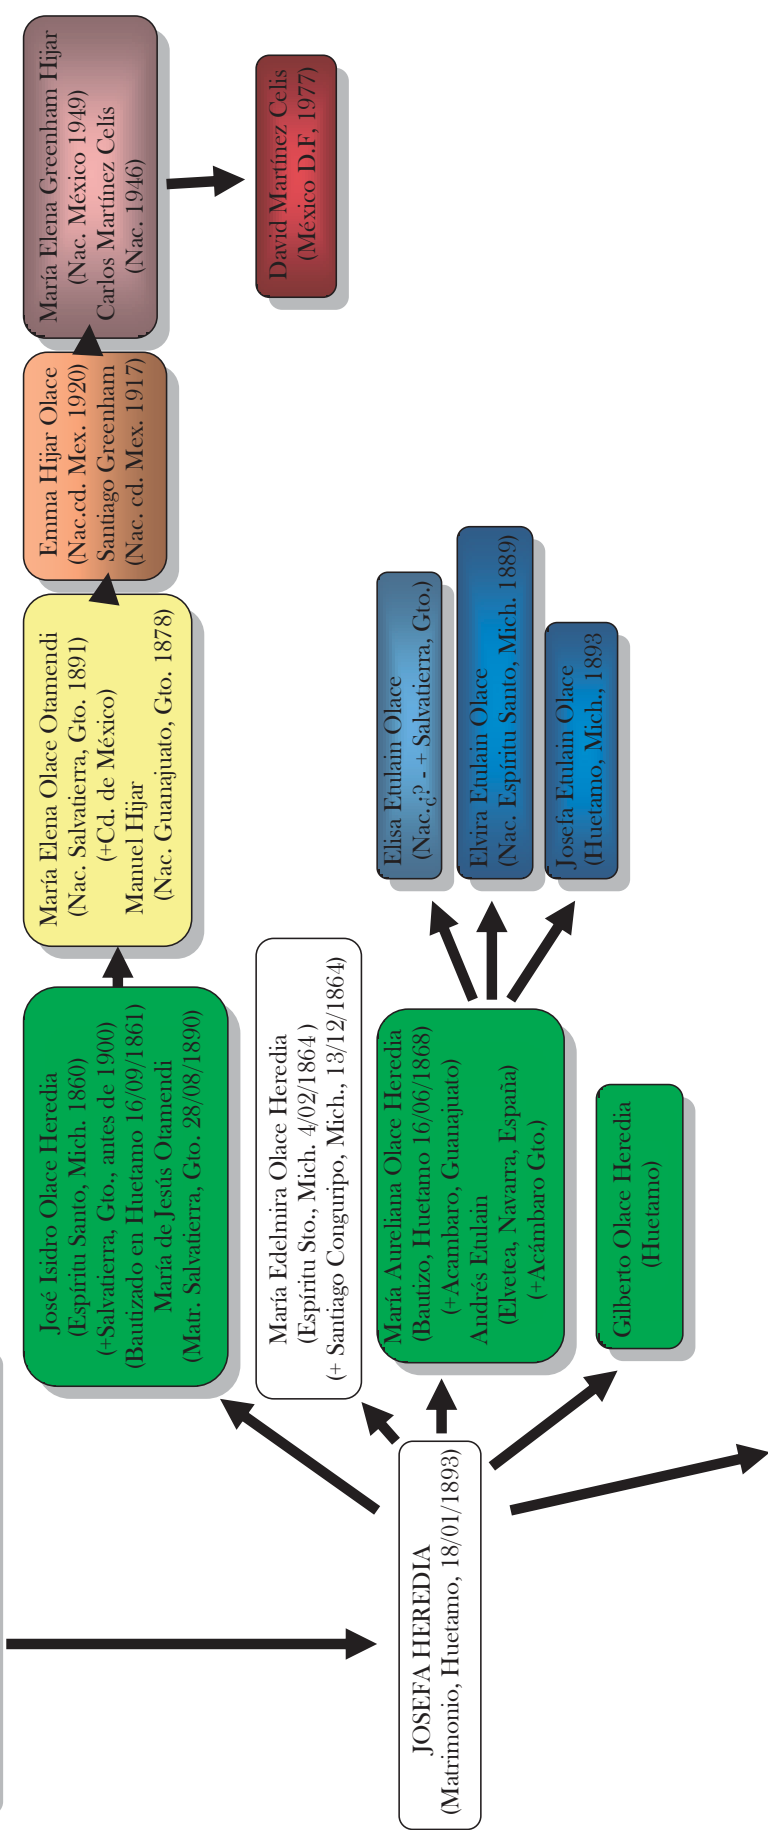 JOSEFA HEREDIA
(Matrimonio, Huetamo, 18/01/1893)
José Isidro Olace Heredia
(Espíritu Santo, Mich. 1860)
(+Salvatierra, Gto., antes de 1900)
(Bautizado en Huetamo 16/09/1861)
María de Jesús Otamendi
(Matr. Salvatierra, Gto. 28/08/1890)
María Elena Olace Otamendi
(Nac. Salvatierra, Gto. 1891)
(+Cd. de México)
Manuel Hijar
(Nac. Guanajuato, Gto. 1878)
Emma Hijar Olace
(Nac.cd. Mex. 1920)
Santiago Greenham
(Nac. cd. Mex. 1917)
María Elena Greenham Hijar
(Nac. México 1949)
Carlos Martínez Celís
(Nac. 1946)
David Martínez Celis
(México D.F, 1977)
María Edelmira Olace Heredia
(Espíritu Sto., Mich. 4/02/1864 )
(+ Santiago Conguripo, Mich., 13/12/1864)
María Aureliana Olace Heredia
(Bautizo, Huetamo 16/06/1868)
(+Acambaro, Guanajuato)
Andrés Etulain
(Elvetea, Navarra, España)
(+Acámbaro Gto.)
Elisa Etulain Olace
(Nac.¿? - + Salvatierra, Gto.)
Elvira Etulain Olace
(Nac. Espíritu Santo, Mich. 1889)
Josefa Etulain Olace
(Huetamo, Mich., 1893
Gilberto Olace Heredia
(Huetamo)